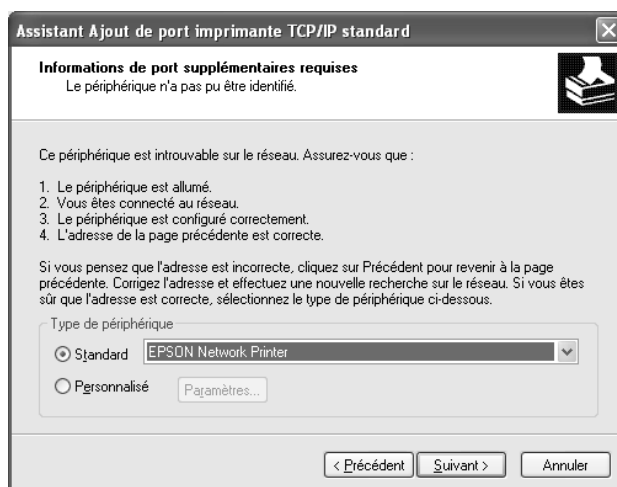 Assistant Ajout de port imprimante TCP/IP standard
Informations de port supplémentaires requises
Le périphérique n'a pas pu être identifié.
Ce périphérique est introuvable sur le réseau. Assurez-vous que :
1. Le périphérique est allumé.
2. Vous êtes connecté au réseau.
3. Le périphérique est configuré correctement.
4. L'adresse de la page précédente est correcte.
Si vous pensez que l'adresse est incorrecte, cliquez sur Précédent pour revenir à la page
précédente. Corrigez l'adresse et effectuez une nouvelle recherche sur le réseau. Si vous êtes
sûr que l'adresse est correcte, sélectionnez le type de périphérique ci-dessous.
Type de périphérique
Standard EPSON Network Printer
Personnalisé Paramètres...
< Précédent Suivant > Annuler